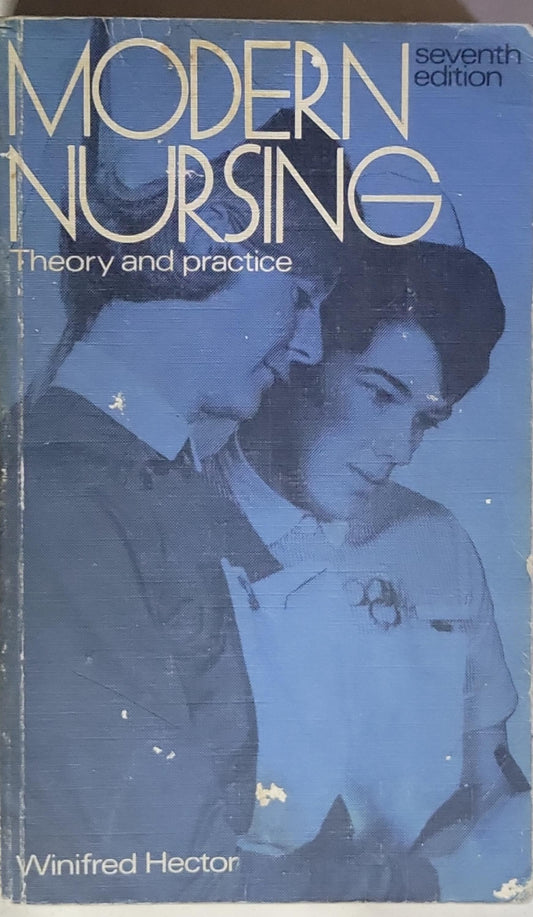 MODERN
seventh
edition
NURSING
Theory and practice
Winifred Hector